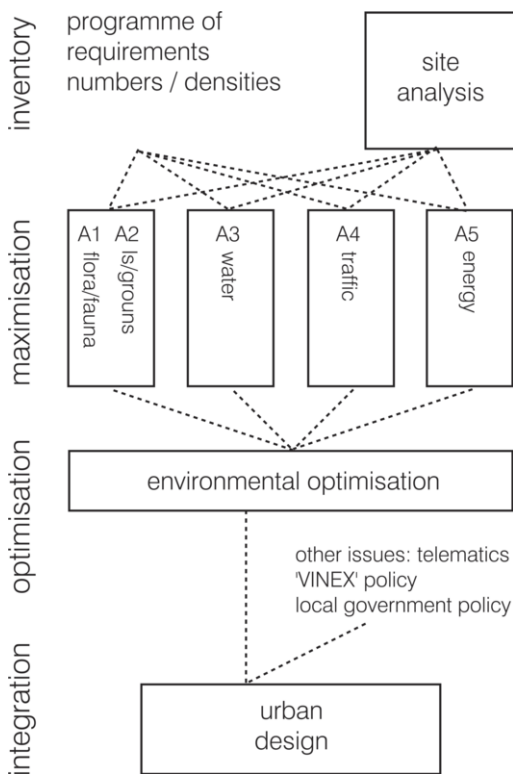 inventory
programme of
requirements
numbers / densities
site
analysis
maximisation
A1
flora/fauna
A2
ls/grouns
A3
water
A4
traffic
A5
energy
optimisation
environmental optimisation
other issues: telematics
'VINEX' policy
local government policy
integration
urban
design